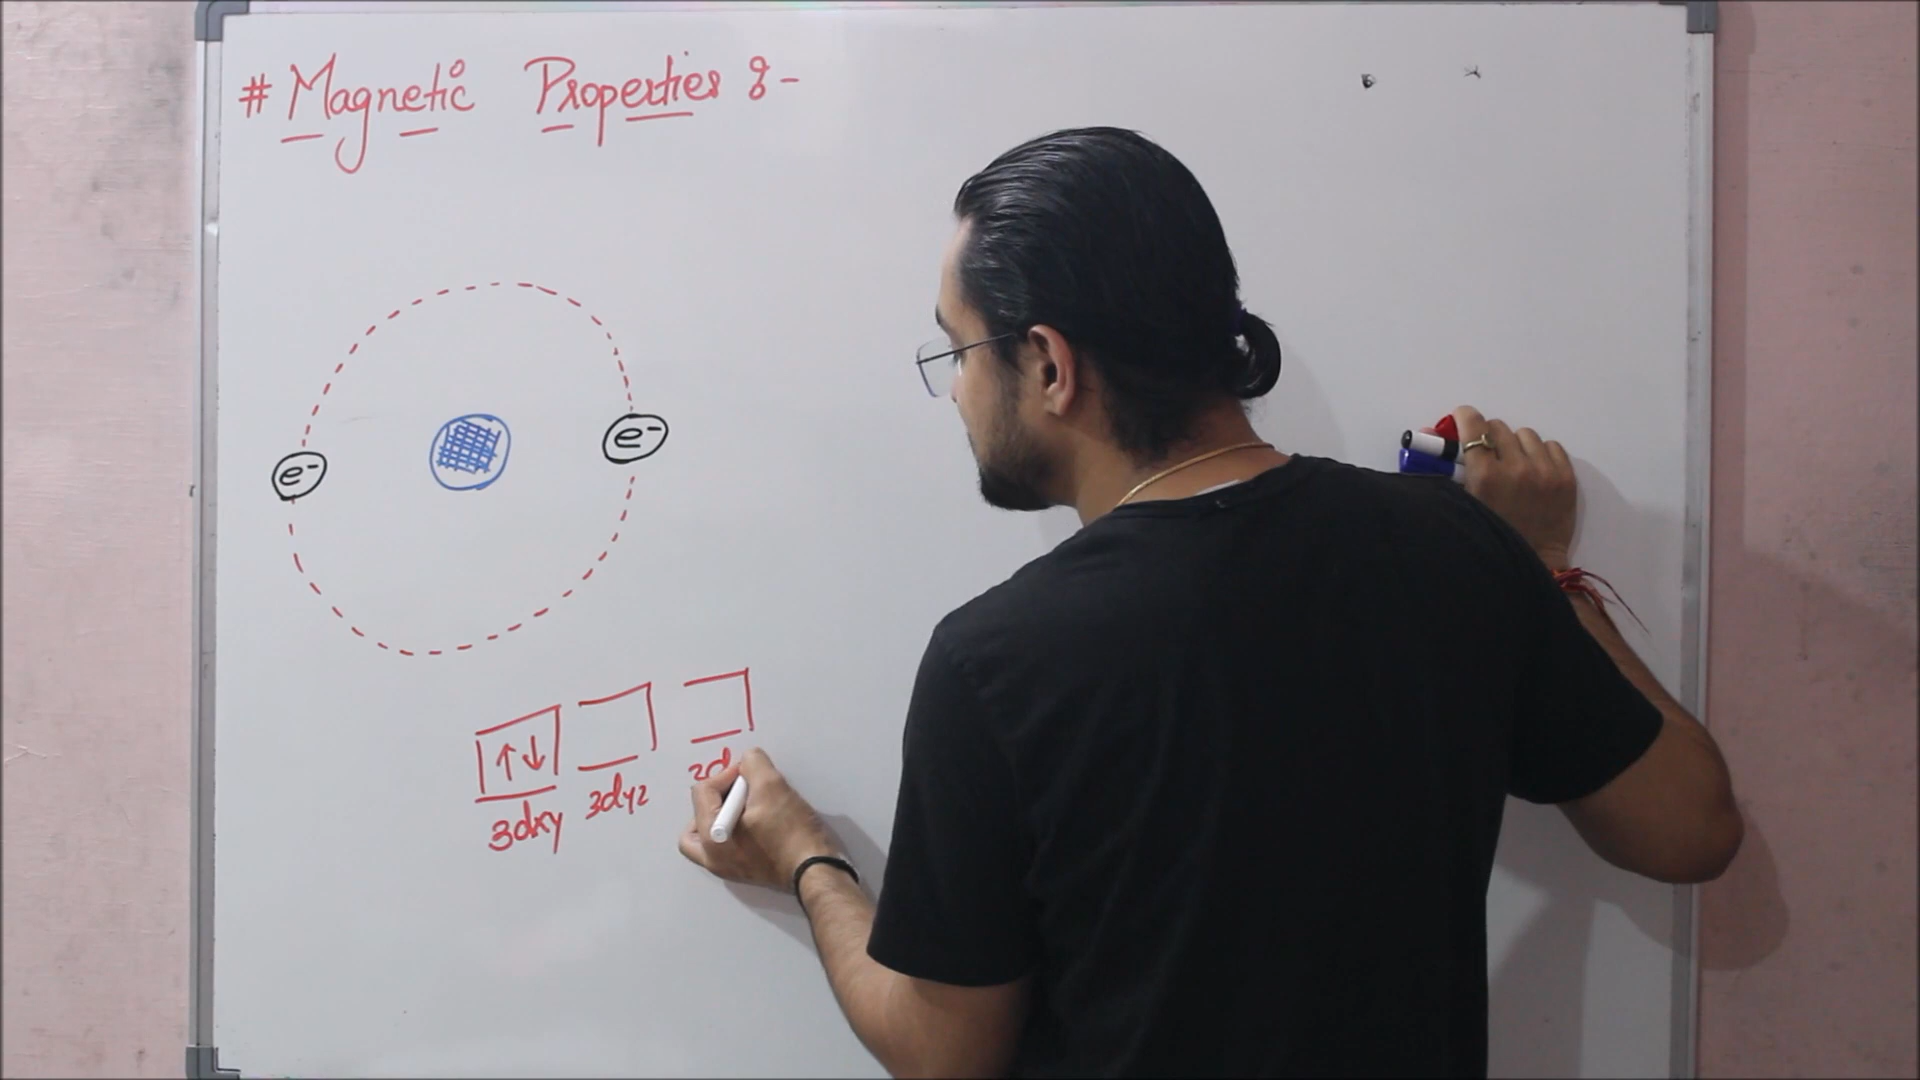 # Magnetic Properties :-
e- e-
↑↓
3dxy 3dyz